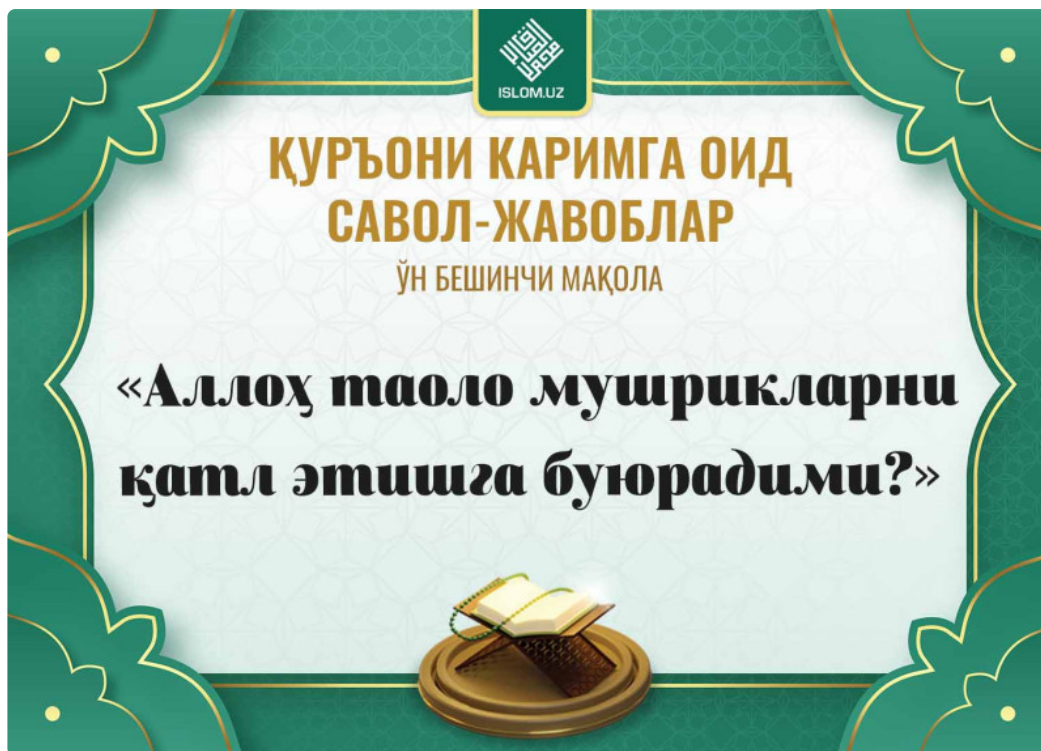 ISLOM.UZ
ҚУРЪОНИ КАРИМГА ОИД
САВОЛ-ЖАВОБЛАР
ЎН БЕШИНЧИ МАҚОЛА
«Аллоҳ таоло мушрикларни
қатл этишга буюрадими?»